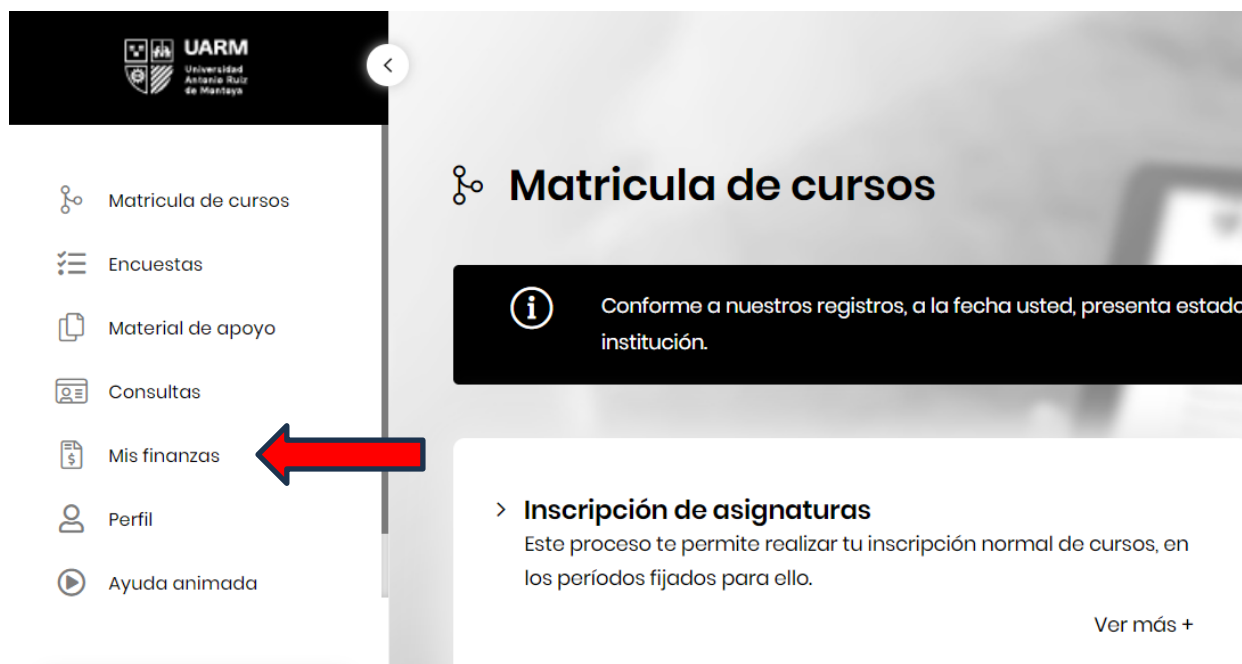 UARM
Universidad
Antonio Ruiz
de Montoya
Matricula de cursos
Encuestas
Material de apoyo
Consultas
Mis finanzas
Perfil
Ayuda animada
Matricula de cursos
Conforme a nuestros registros, a la fecha usted, presenta estado
institución.
Inscripción de asignaturas
Este proceso te permite realizar tu inscripción normal de cursos, en
los períodos fijados para ello.
Ver más +